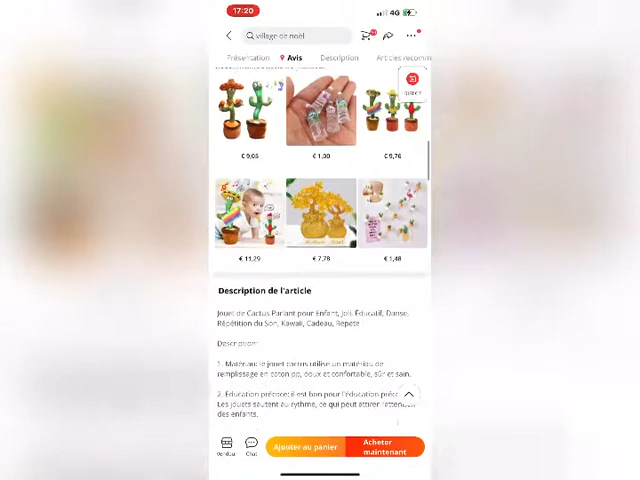 17:20
4G
village de noël
Présentation
Avis
Description
Articles recomm
DIRECT
€ 9,05
€ 1,00
€ 9,76
€ 11,29
€ 7,78
€ 1,48
Description de l'article
Jouet de Cactus Parlant pour Enfant, Joli, Éducatif, Danse,
Répétition du Son, Kawaii, Cadeau, Repete
Description:
1. Matériau: le jouet cactus utilise un matériau de
remplissage en coton pp, doux et confortable, sûr et sain.
2. Éducation précoce: il est bon pour l'éducation préco
Les jouets sautent au rythme, ce qui peut attirer l'attention
des enfants.
Vendeur
Chat
Ajouter au panier
Acheter
maintenant